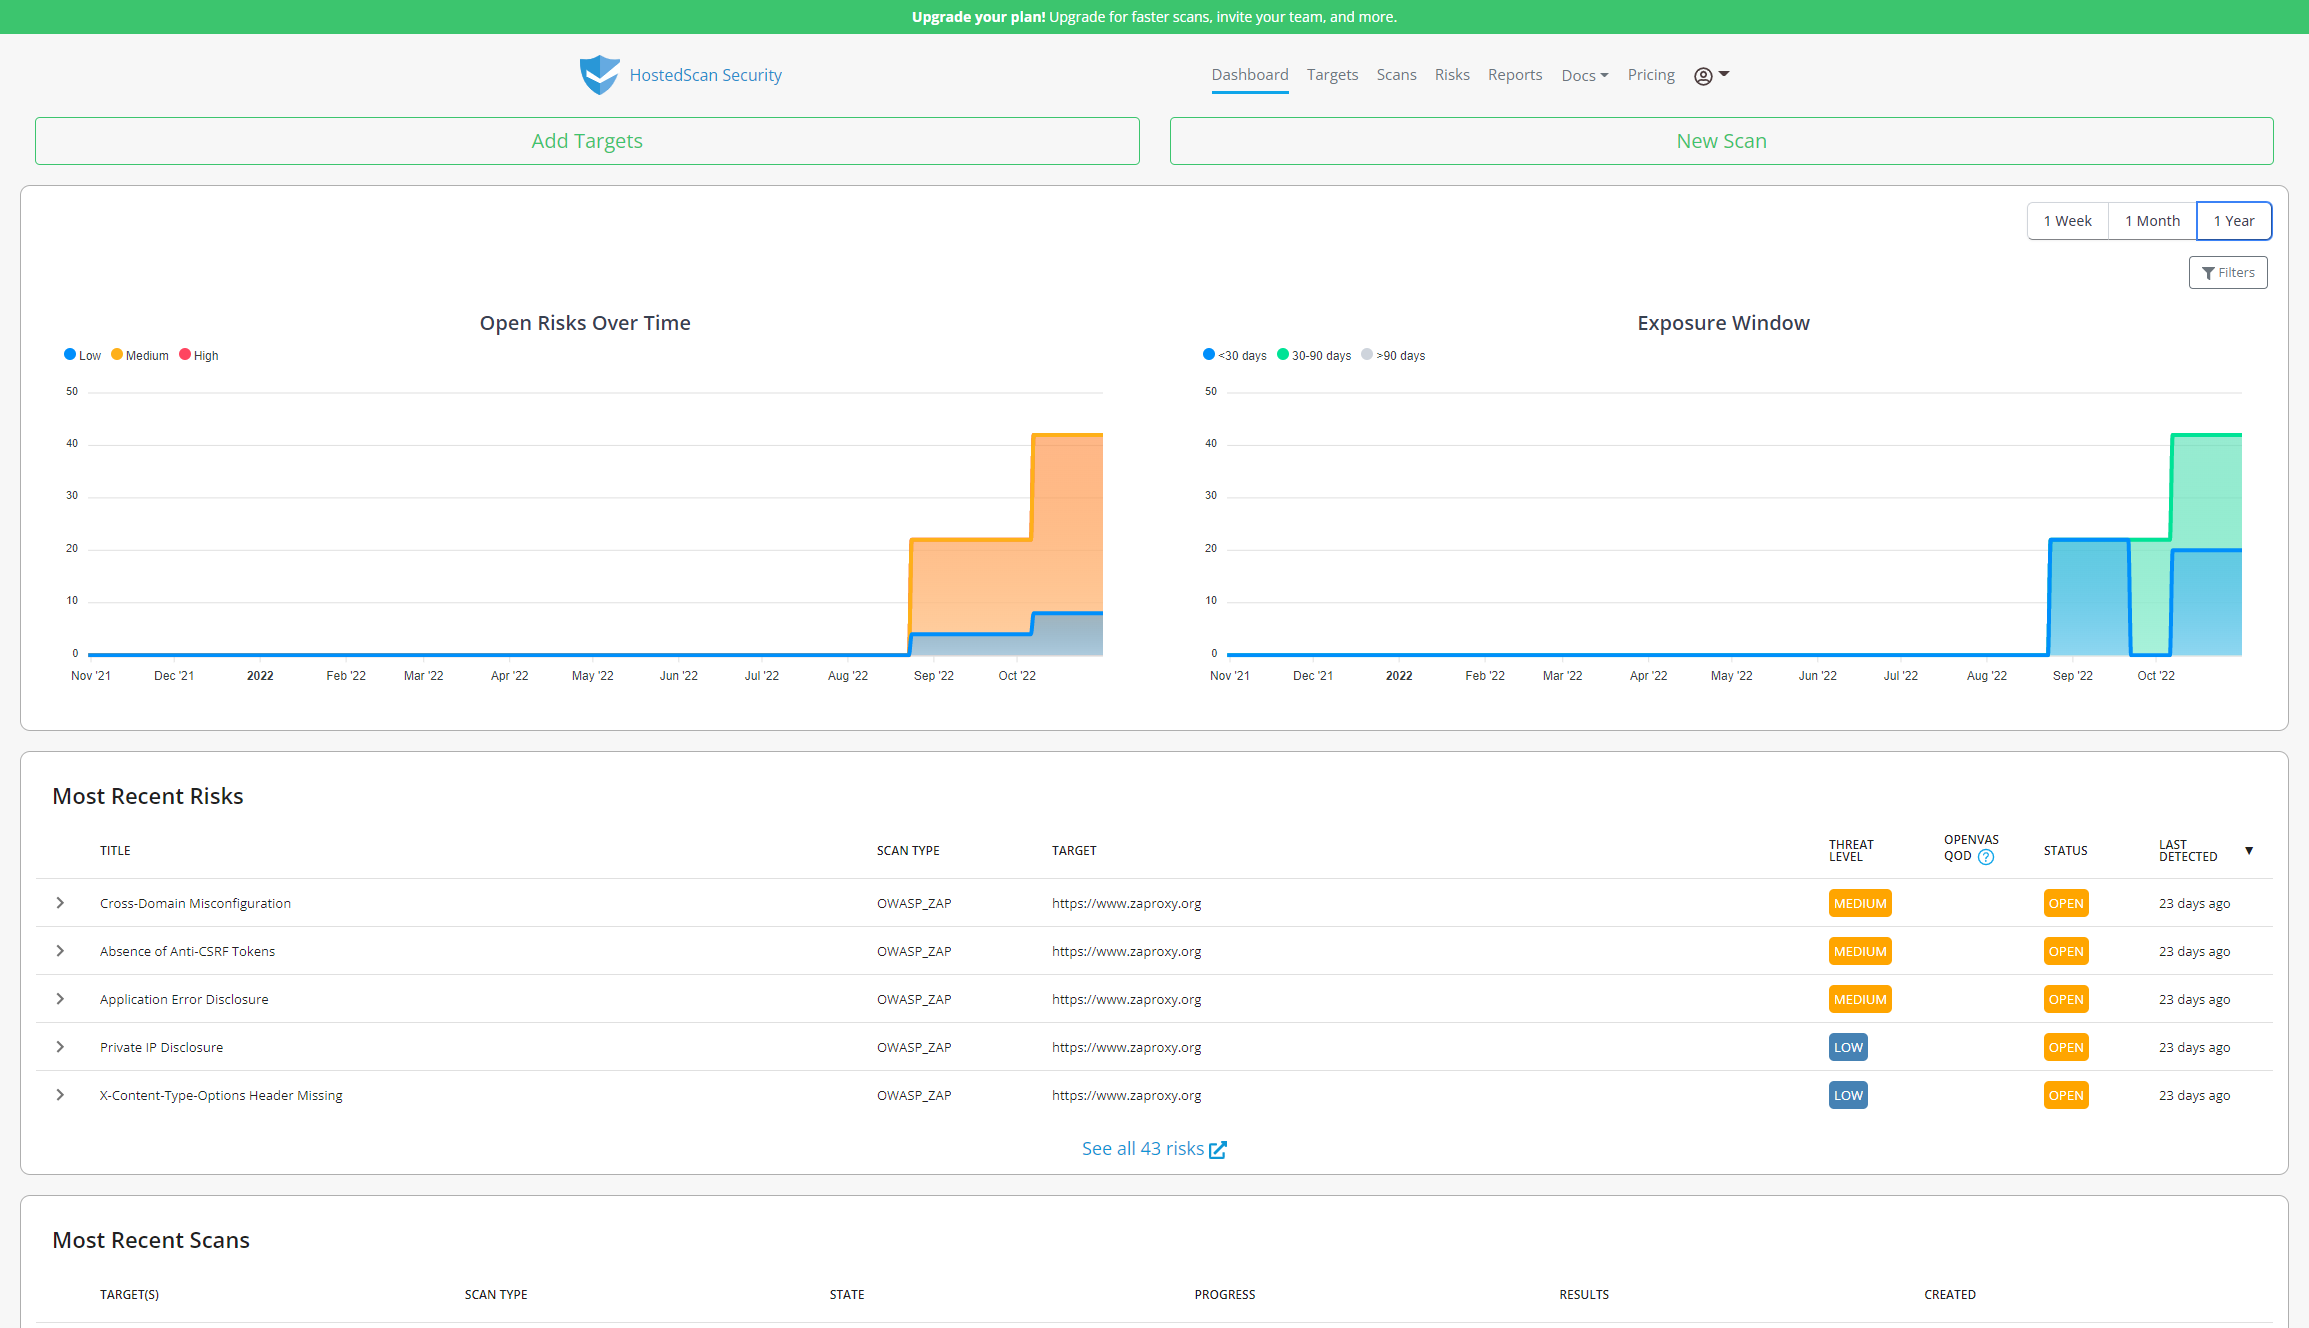 Upgrade your plan! Upgrade for faster scans, invite your team, and more.
HostedScan Security
Dashboard Targets Scans Risks Reports Docs Pricing
Add Targets
New Scan
1 Week 1 Month 1 Year
Filters
Open Risks Over Time
Low Medium High
50
40
30
20
10
0
Nov '21 Dec '21 2022 Feb '22 Mar '22 Apr '22 May '22 Jun '22 Jul '22 Aug '22 Sep '22 Oct '22
Exposure Window
<30 days 30-90 days >90 days
50
40
30
20
10
0
Nov '21 Dec '21 2022 Feb '22 Mar '22 Apr '22 May '22 Jun '22 Jul '22 Aug '22 Sep '22 Oct '22
Most Recent Risks
TITLE SCAN TYPE TARGET THREAT LEVEL OPENVAS QOD ? STATUS LAST DETECTED ▼
Cross-Domain Misconfiguration OWASP_ZAP https://www.zaproxy.org MEDIUM OPEN 23 days ago
Absence of Anti-CSRF Tokens OWASP_ZAP https://www.zaproxy.org MEDIUM OPEN 23 days ago
Application Error Disclosure OWASP_ZAP https://www.zaproxy.org MEDIUM OPEN 23 days ago
Private IP Disclosure OWASP_ZAP https://www.zaproxy.org LOW OPEN 23 days ago
X-Content-Type-Options Header Missing OWASP_ZAP https://www.zaproxy.org LOW OPEN 23 days ago
See all 43 risks
Most Recent Scans
TARGET(S) SCAN TYPE STATE PROGRESS RESULTS CREATED